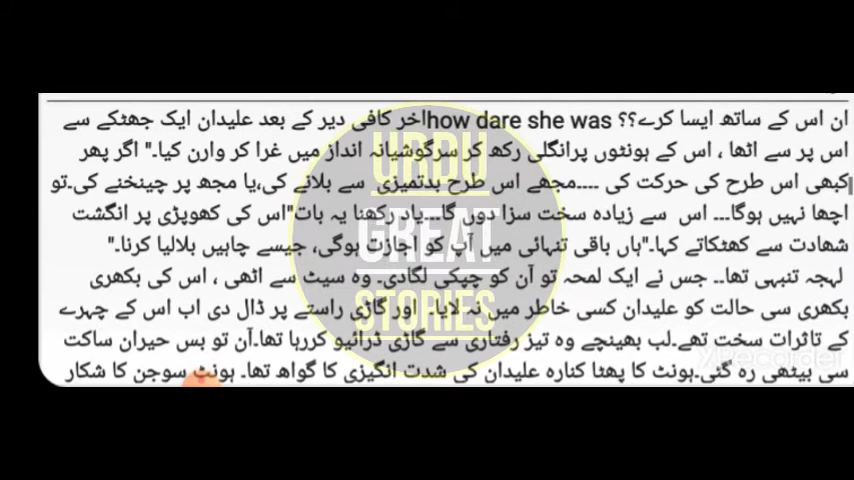 ان اس کے ساتھ ایسا کرے؟؟ how dare she was اخر کافی دیر کے بعد علیدان ایک جھٹکے سے
اس پر سے اٹھا ، اس کے ہونٹوں پرانگلی رکھ کر سرگوشیانہ انداز میں غرا کر وارن کیا۔" اگر پھر
کبھی اس طرح کی حرکت کی ....مجھے اس طرح بدتمیزی سے بلانے کی،یا مجھ پر چیخنے کی۔تو
اچھا نہیں ہوگا... اس سے زیادہ سخت سزا دوں گا...یاد رکھنا یہ بات"اس کی کھوپڑی پر انگشت
شھادت سے کھٹکاتے کہا۔"ہاں باقی تنہائی میں آپ کو اجازت ہوگی، جیسے چاہیں بلالیا کرنا۔"
لہجہ تنبہی تھا.. جس نے ایک لمحہ تو آن کو چپکی لگادی۔ وہ سیٹ سے اٹھی ، اس کی بکھری
بکھری سی حالت کو علیدان کسی خاطر میں نہ لایا۔ اور گاڑی راستے پر ڈال دی اب اس کے چہرے
کے تاثرات سخت تھے۔لب بھینچے وہ تیز رفتاری سے گاڑی ڈرائیو کررہا تھا۔آن تو بس حیران ساکت
سی بیٹھی رہ گئی۔ہونٹ کا پھٹا کنارہ علیدان کی شدت انگیزی کا گواھ تھا۔ ہونٹ سوجن کا شکار
URDU
GREAT
STORIES
XRecorder